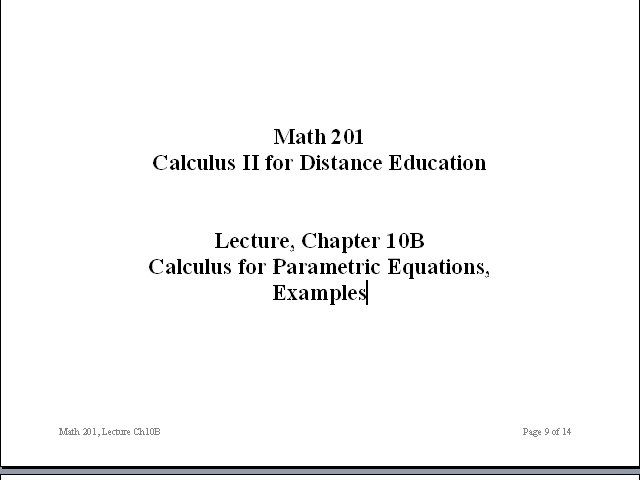 Math 201
Calculus II for Distance Education
Lecture, Chapter 10B
Calculus for Parametric Equations,
Examples
Math 201, Lecture Ch10B
Page 9 of 14